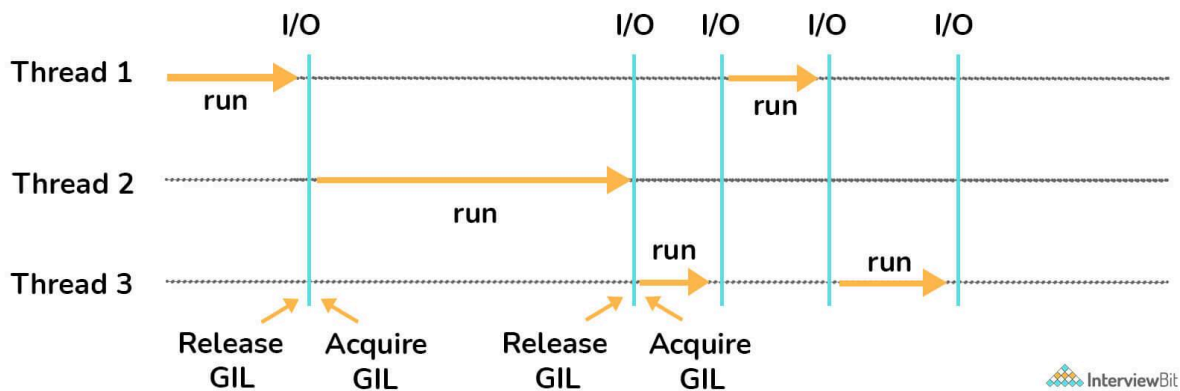 I/O I/O I/O I/O I/O
Thread 1
run run
Thread 2
run
run run
Thread 3
Release GIL
Acquire GIL
Release GIL
Acquire GIL
InterviewBit